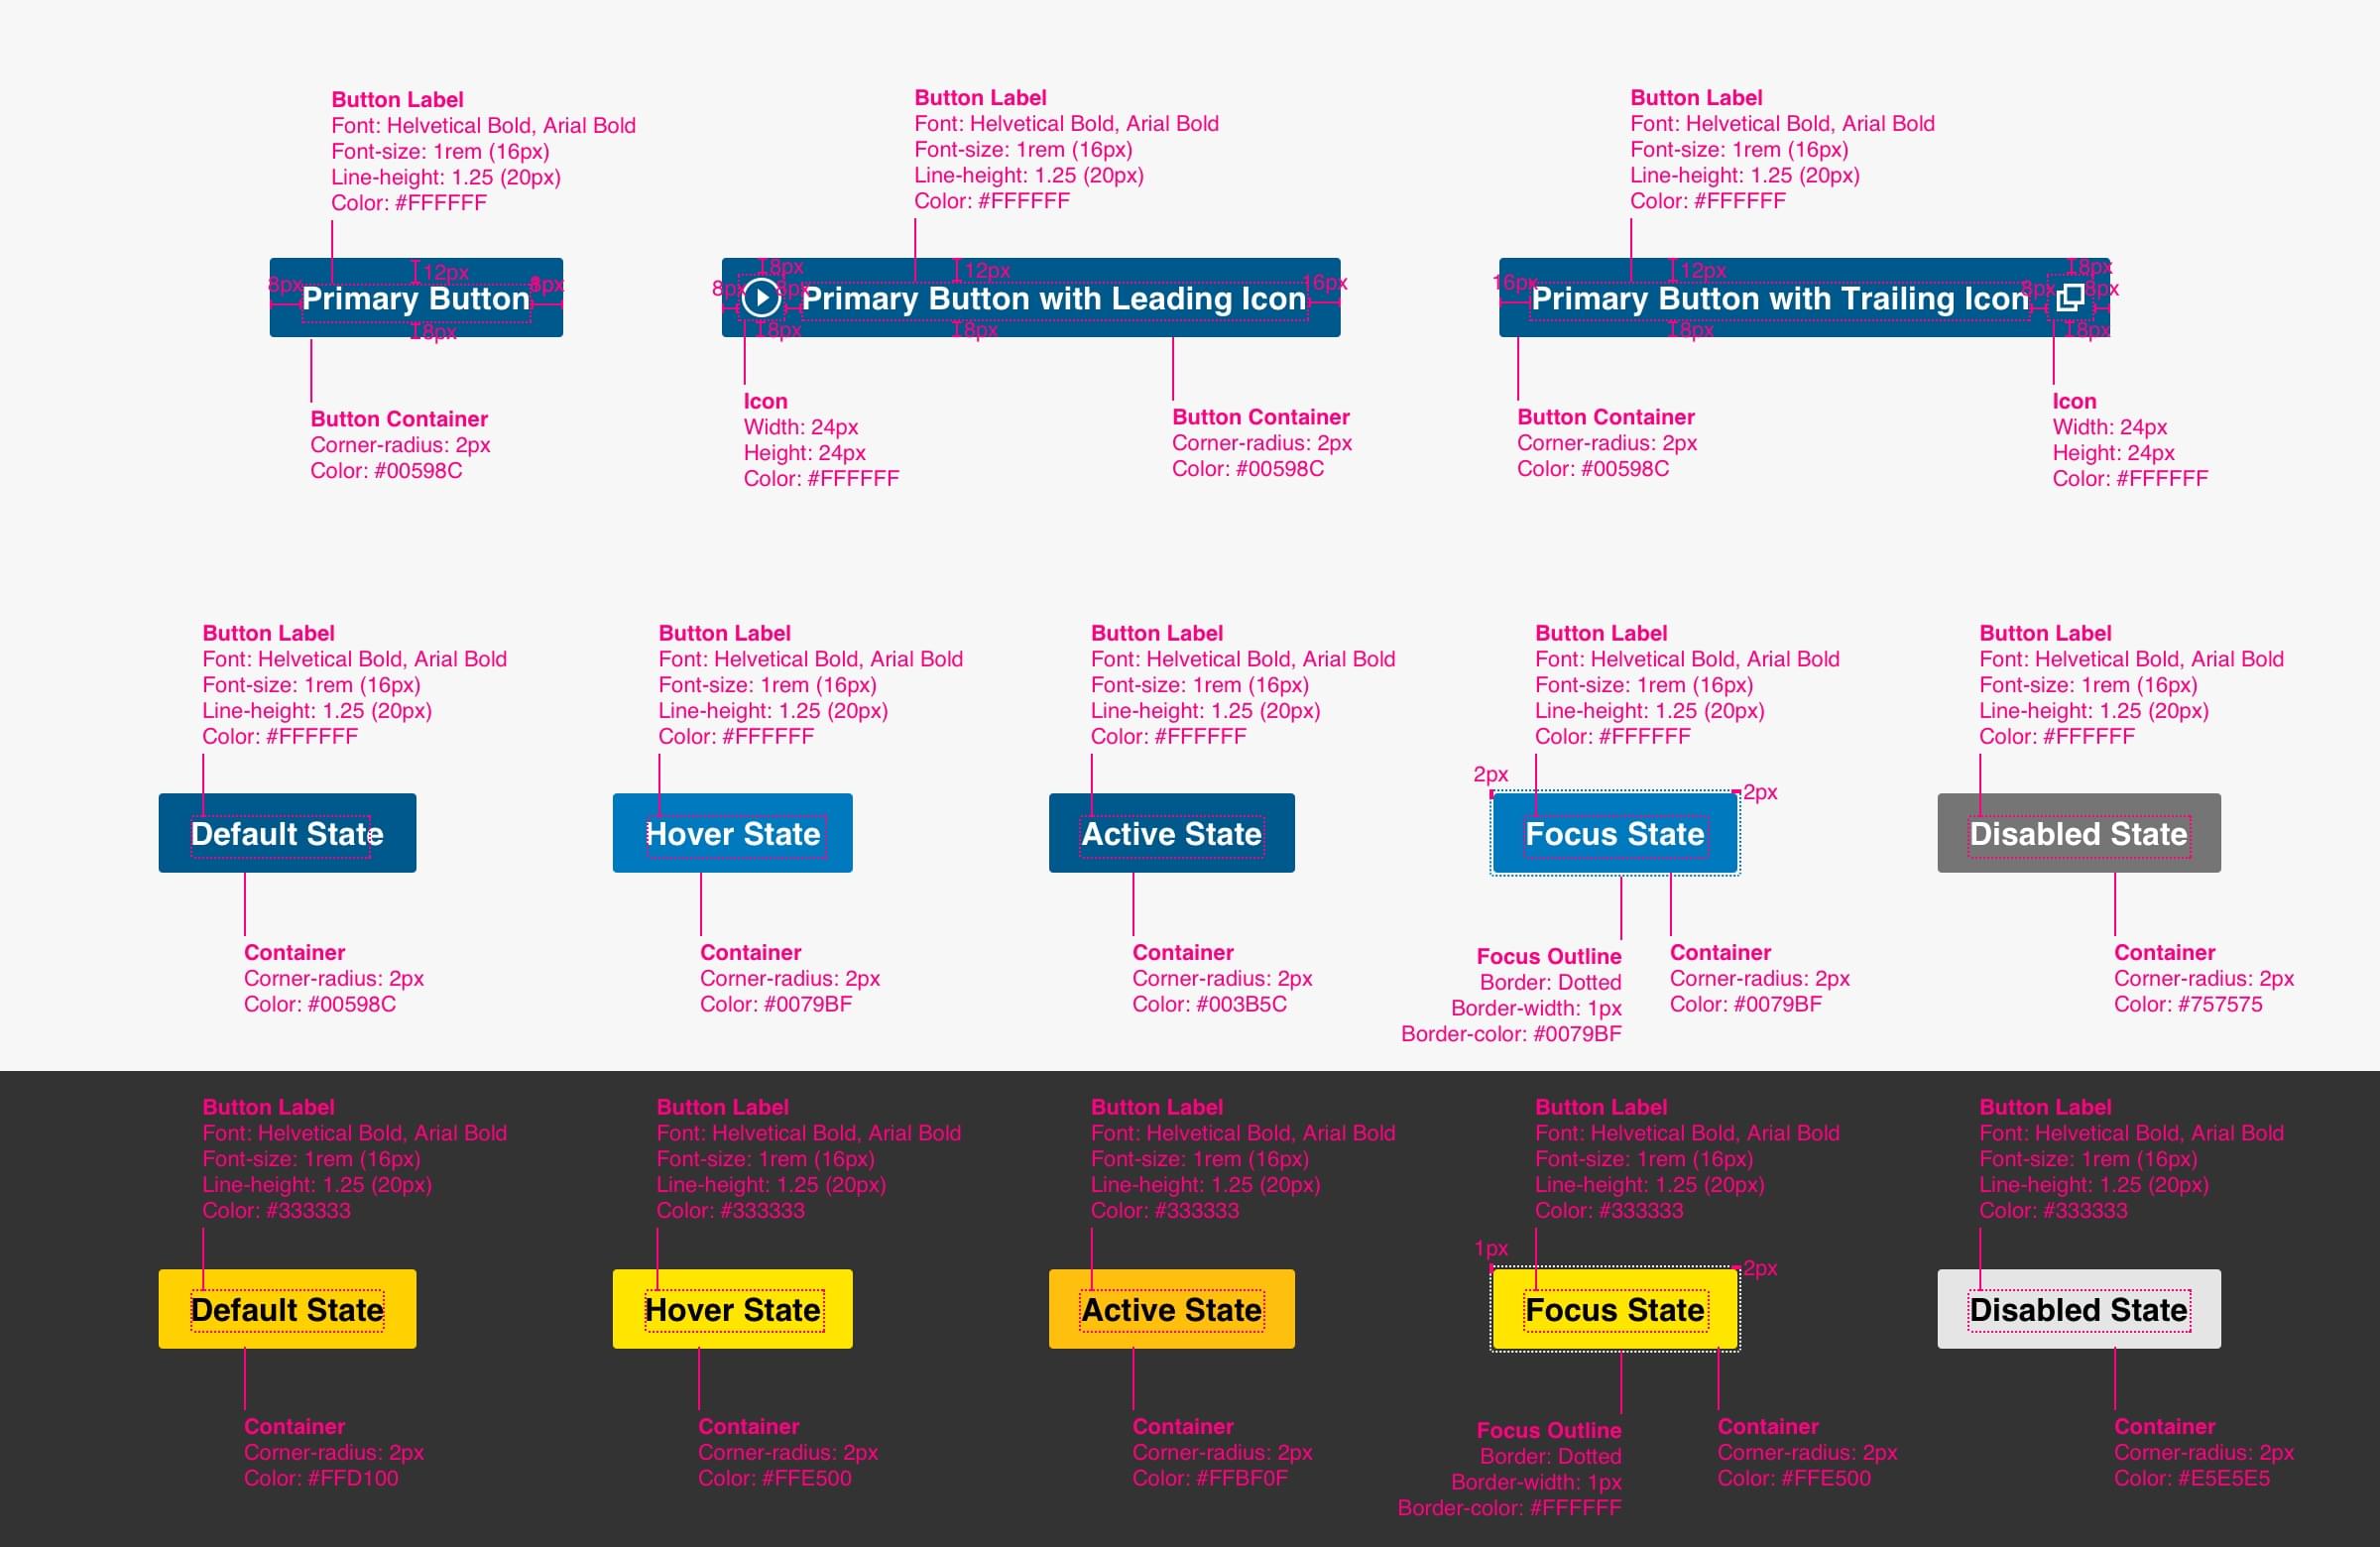 Button Label
Font: Helvetical Bold, Arial Bold
Font-size: 1rem (16px)
Line-height: 1.25 (20px)
Color: #FFFFFF
12px
8px
Primary Button
8px
8px
Button Container
Corner-radius: 2px
Color: #00598C
Button Label
Font: Helvetical Bold, Arial Bold
Font-size: 1rem (16px)
Line-height: 1.25 (20px)
Color: #FFFFFF
8px
12px
8px
8px
Primary Button with Leading Icon
16px
8px
8px
Icon
Width: 24px
Height: 24px
Color: #FFFFFF
Button Container
Corner-radius: 2px
Color: #00598C
Button Label
Font: Helvetical Bold, Arial Bold
Font-size: 1rem (16px)
Line-height: 1.25 (20px)
Color: #FFFFFF
12px
8px
16px
Primary Button with Trailing Icon
8px
8px
8px
8px
Button Container
Corner-radius: 2px
Color: #00598C
Icon
Width: 24px
Height: 24px
Color: #FFFFFF
Button Label
Font: Helvetical Bold, Arial Bold
Font-size: 1rem (16px)
Line-height: 1.25 (20px)
Color: #FFFFFF
Default State
Container
Corner-radius: 2px
Color: #00598C
Button Label
Font: Helvetical Bold, Arial Bold
Font-size: 1rem (16px)
Line-height: 1.25 (20px)
Color: #FFFFFF
Hover State
Container
Corner-radius: 2px
Color: #0079BF
Button Label
Font: Helvetical Bold, Arial Bold
Font-size: 1rem (16px)
Line-height: 1.25 (20px)
Color: #FFFFFF
Active State
Container
Corner-radius: 2px
Color: #003B5C
Button Label
Font: Helvetical Bold, Arial Bold
Font-size: 1rem (16px)
Line-height: 1.25 (20px)
Color: #FFFFFF
2px
2px
Focus State
Focus Outline
Border: Dotted
Border-width: 1px
Border-color: #0079BF
Container
Corner-radius: 2px
Color: #0079BF
Button Label
Font: Helvetical Bold, Arial Bold
Font-size: 1rem (16px)
Line-height: 1.25 (20px)
Color: #FFFFFF
Disabled State
Container
Corner-radius: 2px
Color: #757575
Button Label
Font: Helvetical Bold, Arial Bold
Font-size: 1rem (16px)
Line-height: 1.25 (20px)
Color: #333333
Default State
Container
Corner-radius: 2px
Color: #FFD100
Button Label
Font: Helvetical Bold, Arial Bold
Font-size: 1rem (16px)
Line-height: 1.25 (20px)
Color: #333333
Hover State
Container
Corner-radius: 2px
Color: #FFE500
Button Label
Font: Helvetical Bold, Arial Bold
Font-size: 1rem (16px)
Line-height: 1.25 (20px)
Color: #333333
Active State
Container
Corner-radius: 2px
Color: #FFBF0F
Button Label
Font: Helvetical Bold, Arial Bold
Font-size: 1rem (16px)
Line-height: 1.25 (20px)
Color: #333333
1px
2px
Focus State
Focus Outline
Border: Dotted
Border-width: 1px
Border-color: #FFFFFF
Container
Corner-radius: 2px
Color: #FFE500
Button Label
Font: Helvetical Bold, Arial Bold
Font-size: 1rem (16px)
Line-height: 1.25 (20px)
Color: #333333
Disabled State
Container
Corner-radius: 2px
Color: #E5E5E5